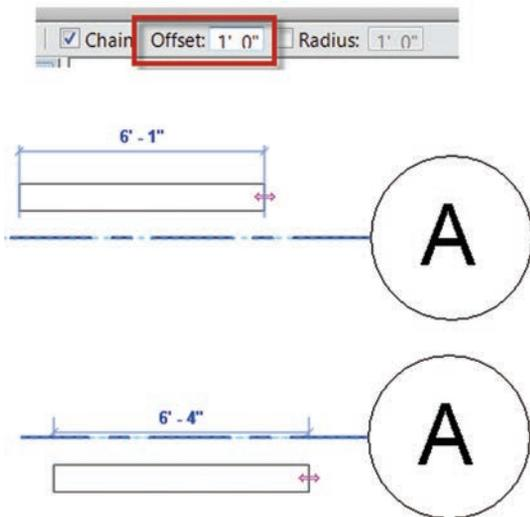 Chain Offset: 1' 0" Radius: 1' 0"
6' - 1"
A
6' - 4"
A